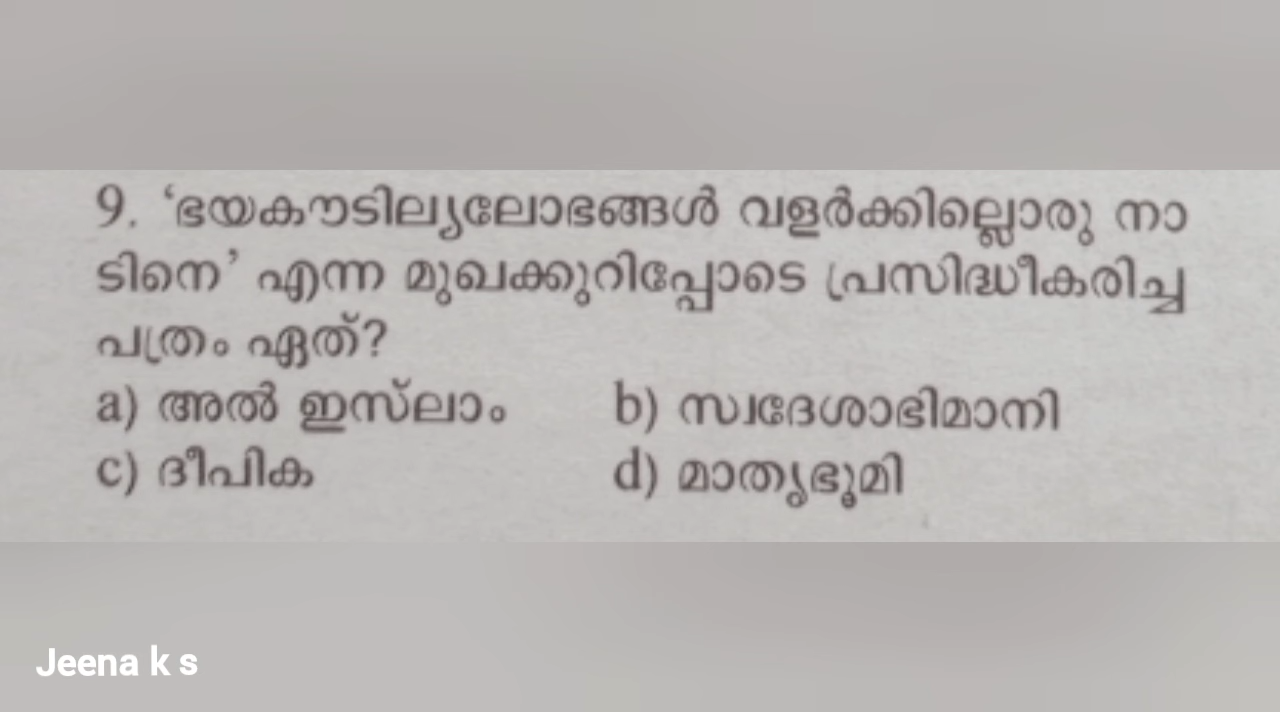 9. ‘ഭയകൗടില്യലോഭങ്ങൾ വളർക്കില്ലൊരു നാ
ടിനെ’ എന്ന മുഖക്കുറിപ്പോടെ പ്രസിദ്ധീകരിച്ച
പത്രം ഏത്?
a) അൽ ഇസ്‌ലാം b) സ്വദേശാഭിമാനി
c) ദീപിക d) മാതൃഭൂമി
Jeena k s